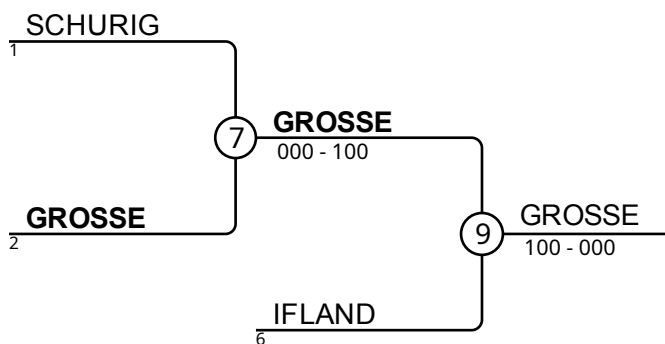 SCHURIG
1
7
GROSSE
000 - 100
GROSSE
2
9
GROSSE
100 - 000
IFLAND
6